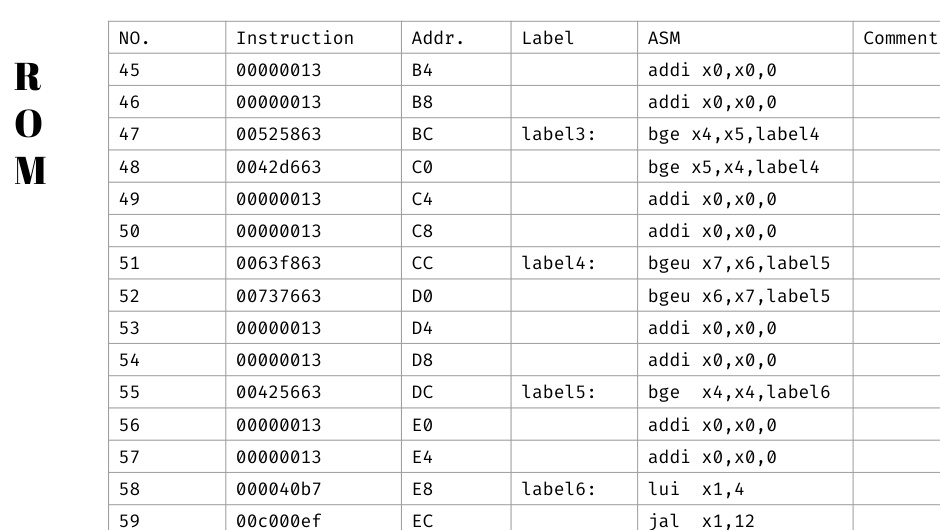 R
O
M
NO. Instruction Addr. Label ASM Comment
45 00000013 B4 addi x0,x0,0
46 00000013 B8 addi x0,x0,0
47 00525863 BC label3: bge x4,x5,label4
48 0042d663 C0 bge x5,x4,label4
49 00000013 C4 addi x0,x0,0
50 00000013 C8 addi x0,x0,0
51 0063f863 CC label4: bgeu x7,x6,label5
52 00737663 D0 bgeu x6,x7,label5
53 00000013 D4 addi x0,x0,0
54 00000013 D8 addi x0,x0,0
55 00425663 DC label5: bge  x4,x4,label6
56 00000013 E0 addi x0,x0,0
57 00000013 E4 addi x0,x0,0
58 000040b7 E8 label6: lui  x1,4
59 00c000ef EC jal  x1,12